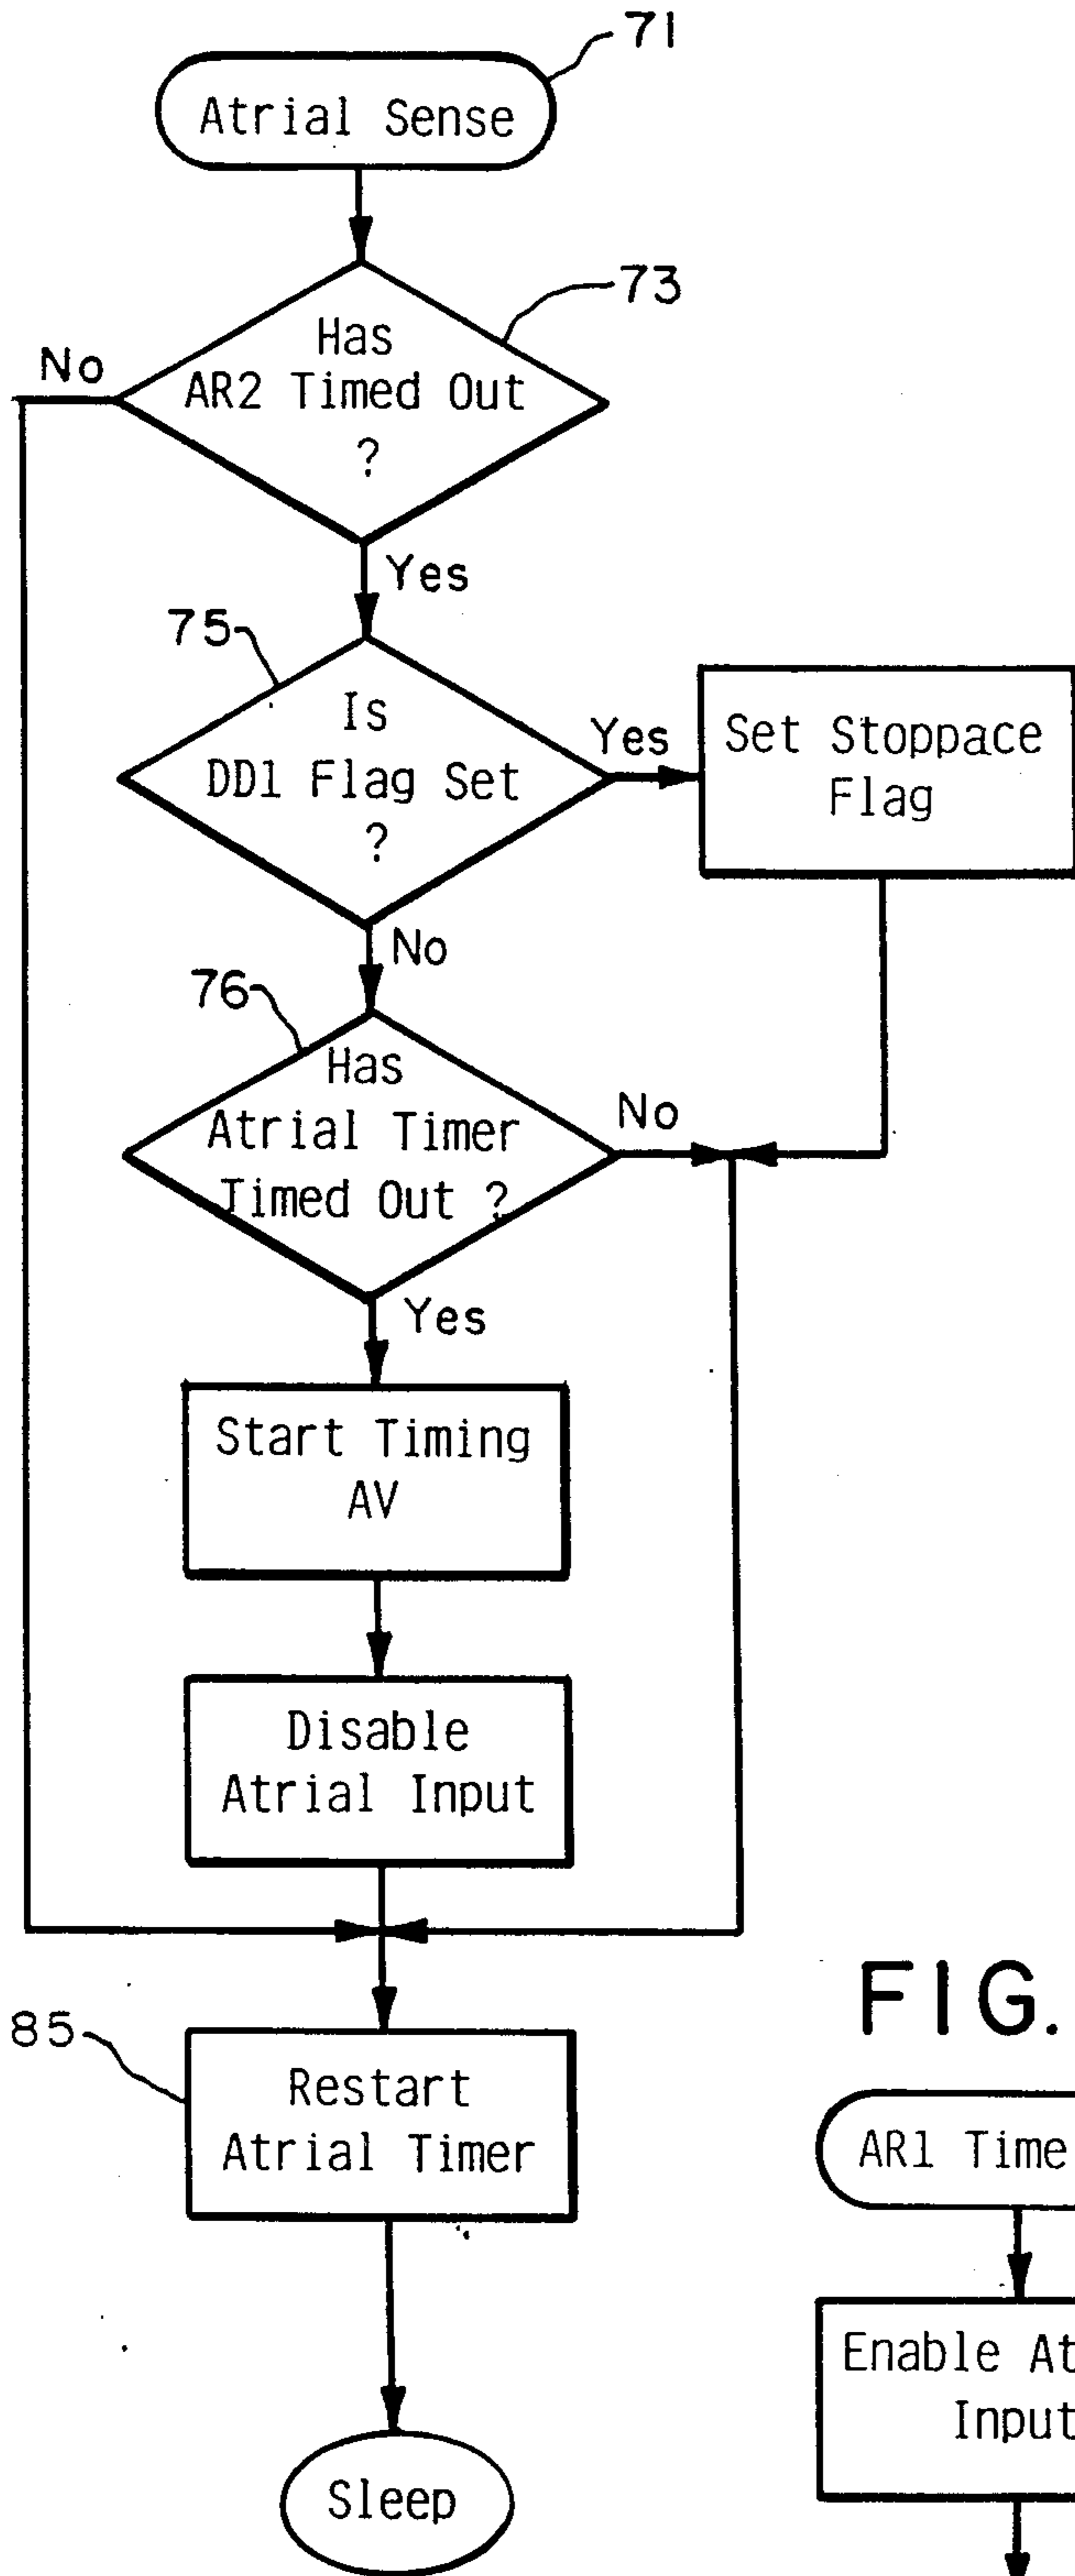 71
Atrial Sense
73
Has
AR2 Timed Out
?
No
Yes
75
Is
DD1 Flag Set
?
Yes
Set Stoppace
Flag
No
76
Has
Atrial Timer
Timed Out ?
No
Yes
Start Timing
AV
Disable
Atrial Input
85
Restart
Atrial Timer
Sleep
FIG.
AR1 Time
Enable At
Input